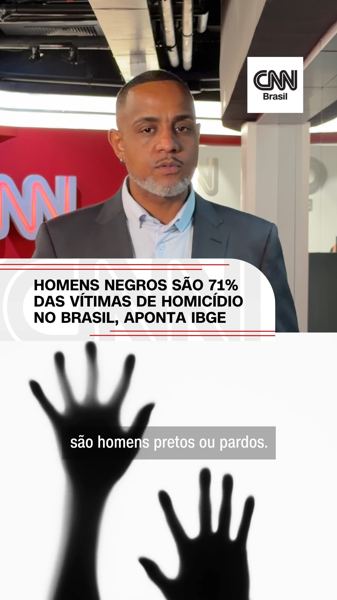 CNN
Brasil
NN
HOMENS NEGROS SÃO 71%
DAS VÍTIMAS DE HOMICÍDIO
NO BRASIL, APONTA IBGE
são homens pretos ou pardos.